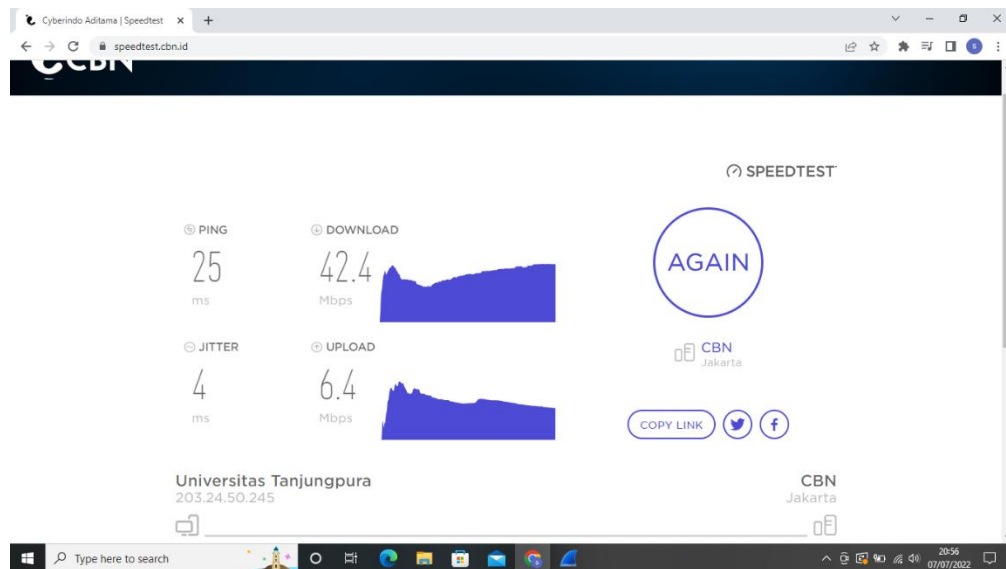 Cyberindo Aditama | Speedtest
speedtest.cbn.id
CBN
SPEEDTEST
PING
25
ms
DOWNLOAD
42.4
Mbps
AGAIN
JITTER
4
ms
UPLOAD
6.4
Mbps
CBN
Jakarta
COPY LINK
Universitas Tanjungpura
203.24.50.245
CBN
Jakarta
Type here to search
20:56
07/07/2022